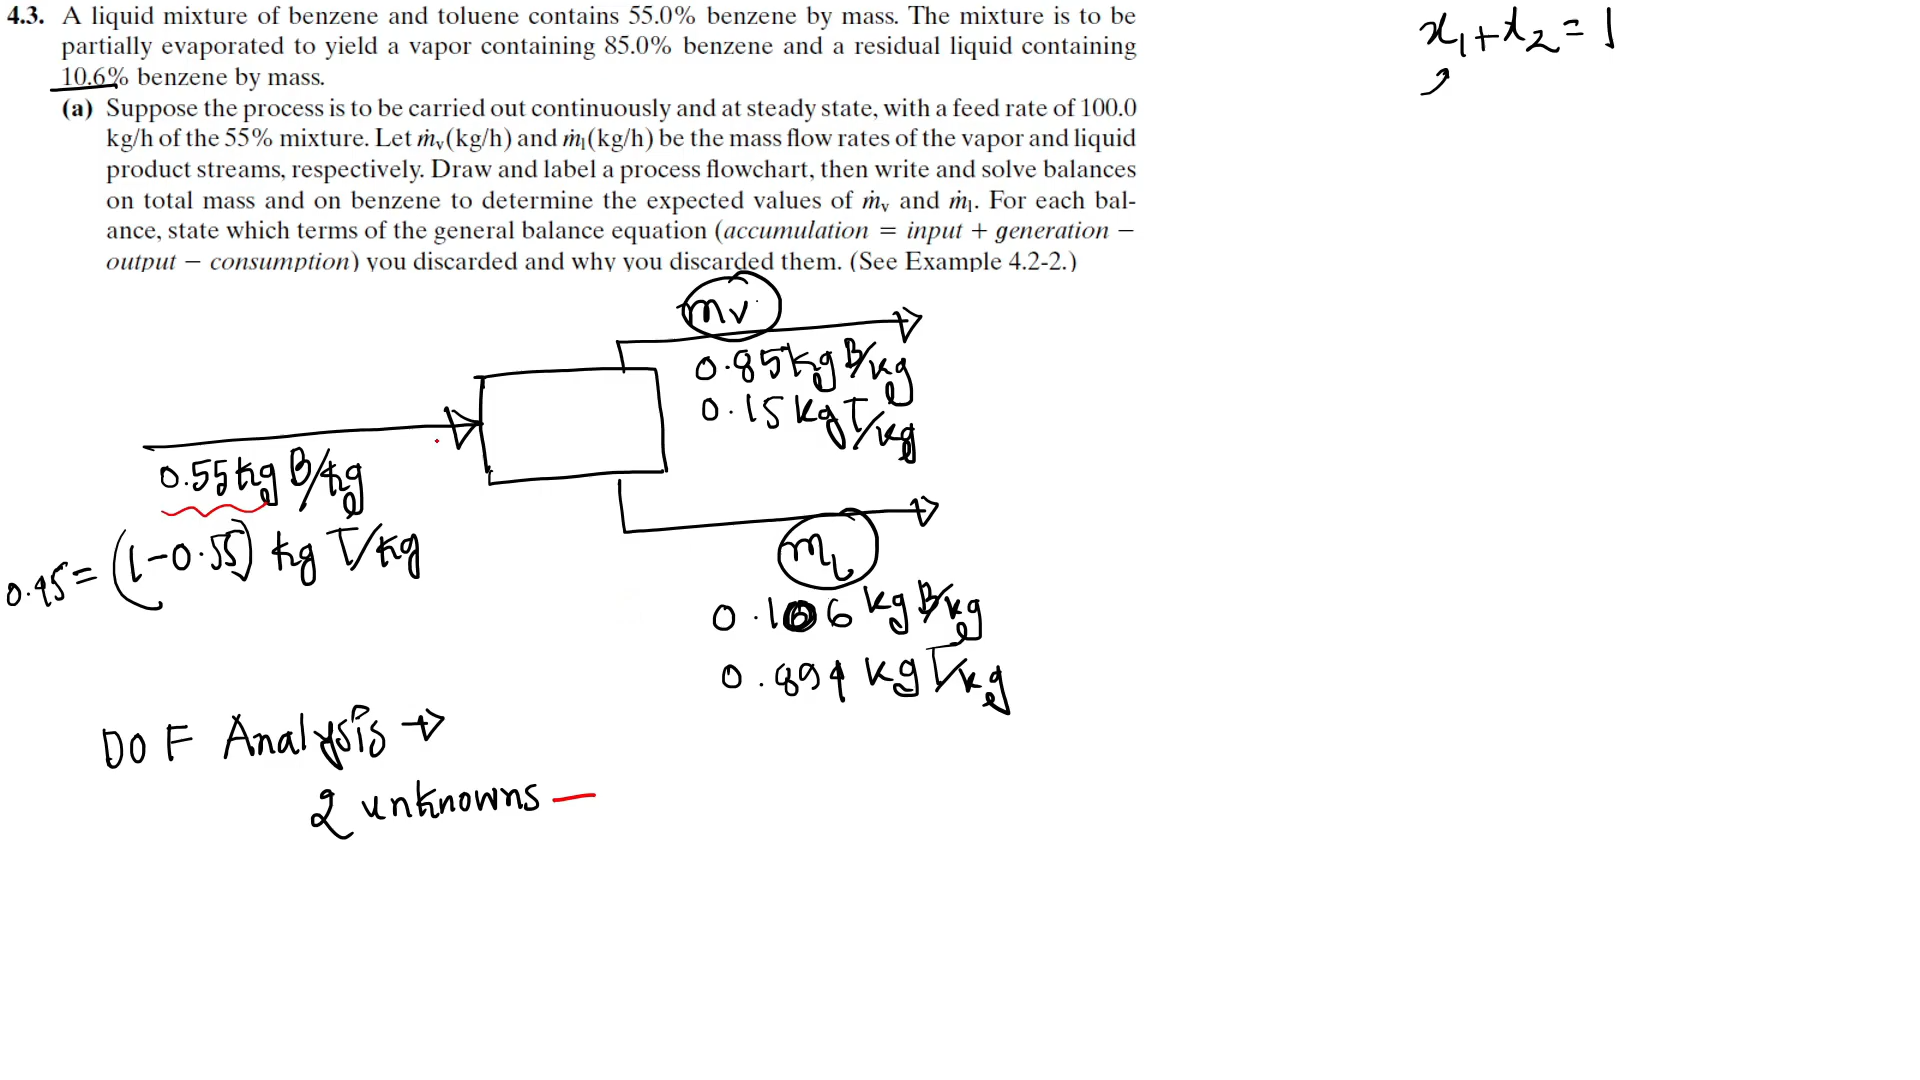 4.3. A liquid mixture of benzene and toluene contains 55.0% benzene by mass. The mixture is to be
partially evaporated to yield a vapor containing 85.0% benzene and a residual liquid containing
10.6% benzene by mass.
(a) Suppose the process is to be carried out continuously and at steady state, with a feed rate of 100.0
kg/h of the 55% mixture. Let ṁv(kg/h) and ṁl(kg/h) be the mass flow rates of the vapor and liquid
product streams, respectively. Draw and label a process flowchart, then write and solve balances
on total mass and on benzene to determine the expected values of ṁv and ṁl. For each bal-
ance, state which terms of the general balance equation (accumulation = input + generation −
output − consumption) you discarded and why you discarded them. (See Example 4.2-2.)
x1+x2=1
mv
0.85kg B/kg
0.15kg T/kg
0.55kg B/kg
0.45= (1-0.55) kg T/kg
mL
0.106 kg B/kg
0.894 kg T/kg
DOF Analysis →
2 unknowns —